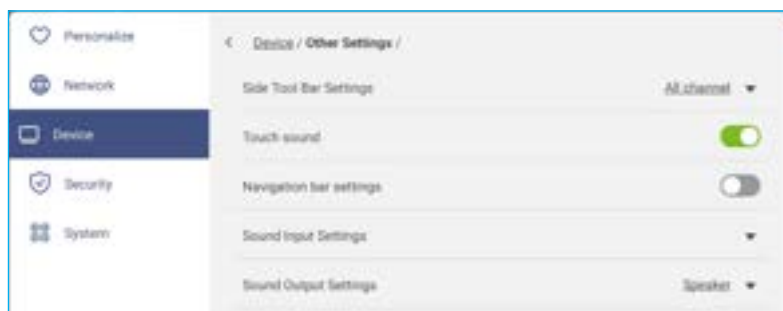 Personalize
Network
Device
Security
System
< Device / Other Settings /
Side Tool Bar Settings All channel
Touch sound
Navigation bar settings
Sound Input Settings
Sound Output Settings Speaker